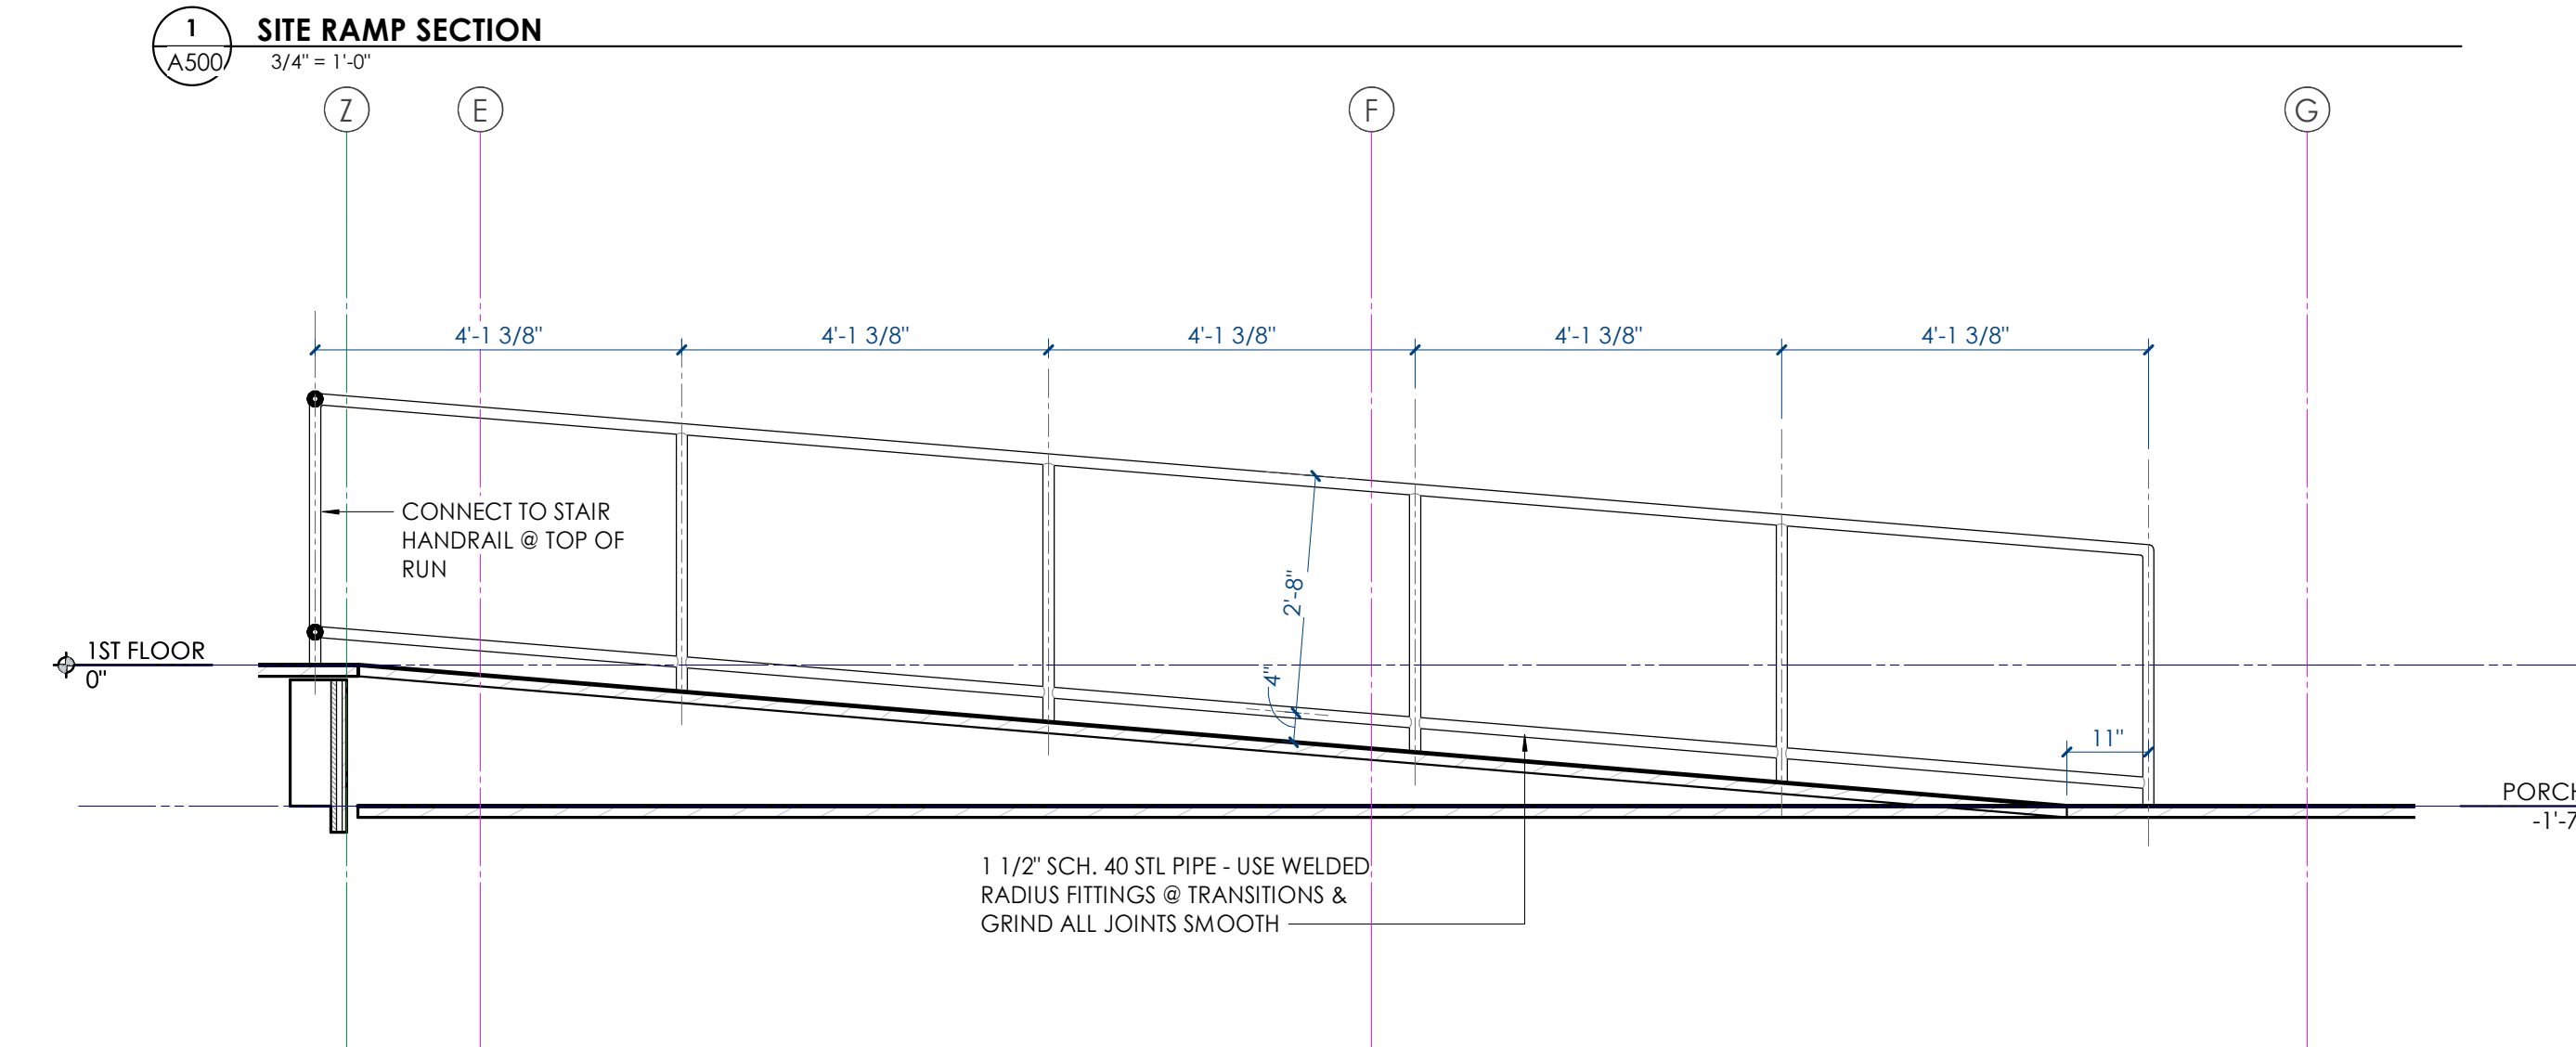 1
SITE RAMP SECTION
A500
3/4" = 1'-0"
Z
E
F
G
4'-1 3/8"
4'-1 3/8"
4'-1 3/8"
4'-1 3/8"
4'-1 3/8"
CONNECT TO STAIR
HANDRAIL @ TOP OF
RUN
2'-8"
4"
1ST FLOOR
0"
11"
PORCH
-1'-7
1 1/2" SCH. 40 STL PIPE - USE WELDED
RADIUS FITTINGS @ TRANSITIONS &
GRIND ALL JOINTS SMOOTH